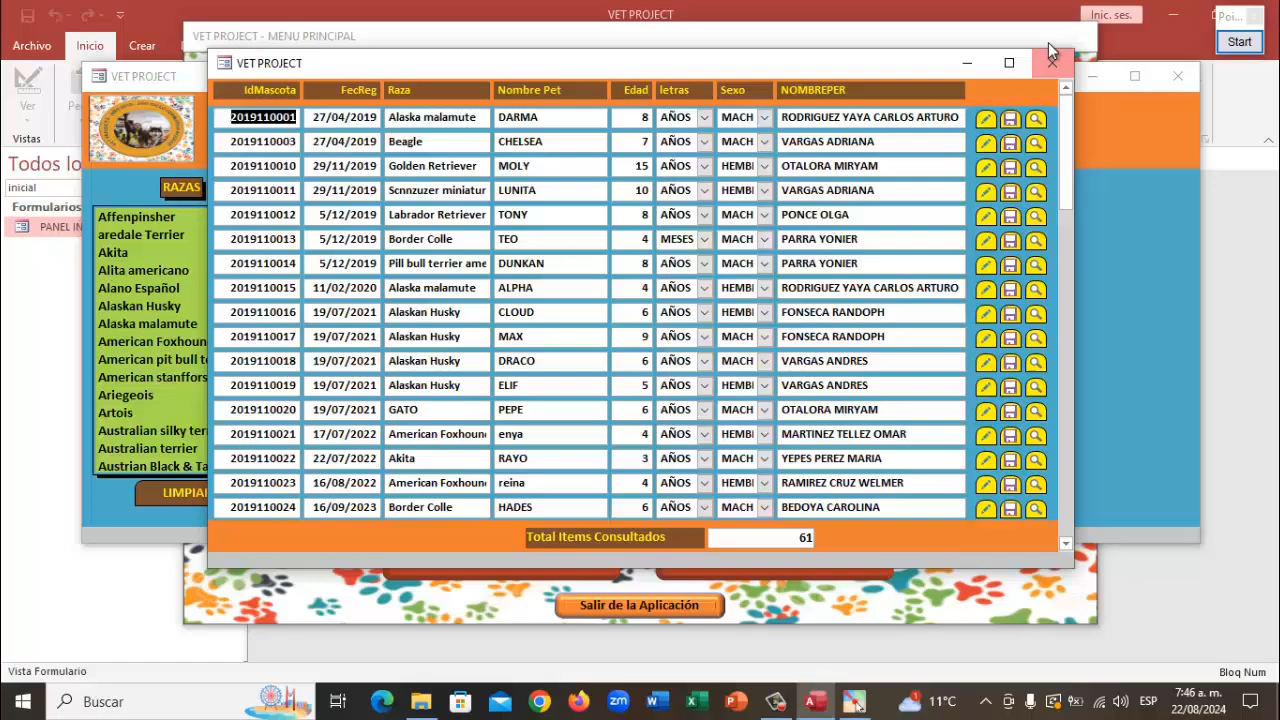 VET PROJECT
Inic. ses.
Poi...
Start
Archivo
Inicio
Crear
VET PROJECT - MENU PRINCIPAL
VET PROJECT
VET PROJECT
Ver
Vistas
Todos lo
inicial
Formularios
PANEL IN
RAZAS
Affenpinsher
aredale Terrier
Akita
Alita americano
Alano Español
Alaskan Husky
Alaska malamute
American Foxhoun
American pit bull t
American stanffors
Ariegeois
Artois
Australian silky ter
Australian terrier
Austrian Black & Ta
LIMPIAR
IdMascota FecReg Raza Nombre Pet Edad letras Sexo NOMBREPER
2019110001 27/04/2019 Alaska malamute DARMA 8 AÑOS MACH RODRIGUEZ YAYA CARLOS ARTURO
2019110003 27/04/2019 Beagle CHELSEA 7 AÑOS MACH VARGAS ADRIANA
2019110010 29/11/2019 Golden Retriever MOLY 15 AÑOS HEMBI OTALORA MIRYAM
2019110011 29/11/2019 Scnnzuzer miniatur LUNITA 10 AÑOS HEMBI VARGAS ADRIANA
2019110012 5/12/2019 Labrador Retriever TONY 8 AÑOS MACH PONCE OLGA
2019110013 5/12/2019 Border Colle TEO 4 MESES MACH PARRA YONIER
2019110014 5/12/2019 Pill bull terrier ame DUNKAN 8 AÑOS MACH PARRA YONIER
2019110015 11/02/2020 Alaska malamute ALPHA 4 AÑOS HEMBI RODRIGUEZ YAYA CARLOS ARTURO
2019110016 19/07/2021 Alaskan Husky CLOUD 6 AÑOS HEMBI FONSECA RANDOPH
2019110017 19/07/2021 Alaskan Husky MAX 9 AÑOS HEMBI FONSECA RANDOPH
2019110018 19/07/2021 Alaskan Husky DRACO 6 AÑOS MACH VARGAS ANDRES
2019110019 19/07/2021 Alaskan Husky ELIF 5 AÑOS HEMBI VARGAS ANDRES
2019110020 19/07/2021 GATO PEPE 6 AÑOS MACH OTALORA MIRYAM
2019110021 17/07/2022 American Foxhoun enya 4 AÑOS HEMBI MARTINEZ TELLEZ OMAR
2019110022 22/07/2022 Akita RAYO 3 AÑOS MACH YEPES PEREZ MARIA
2019110023 16/08/2022 American Foxhoun reina 4 AÑOS HEMBI RAMIREZ CRUZ WELMER
2019110024 16/09/2023 Border Colle HADES 6 AÑOS MACH BEDOYA CAROLINA
Total Items Consultados 61
Salir de la Aplicación
Vista Formulario
Bloq Num
Buscar
11°C
ESP
7:46 a. m.
22/08/2024